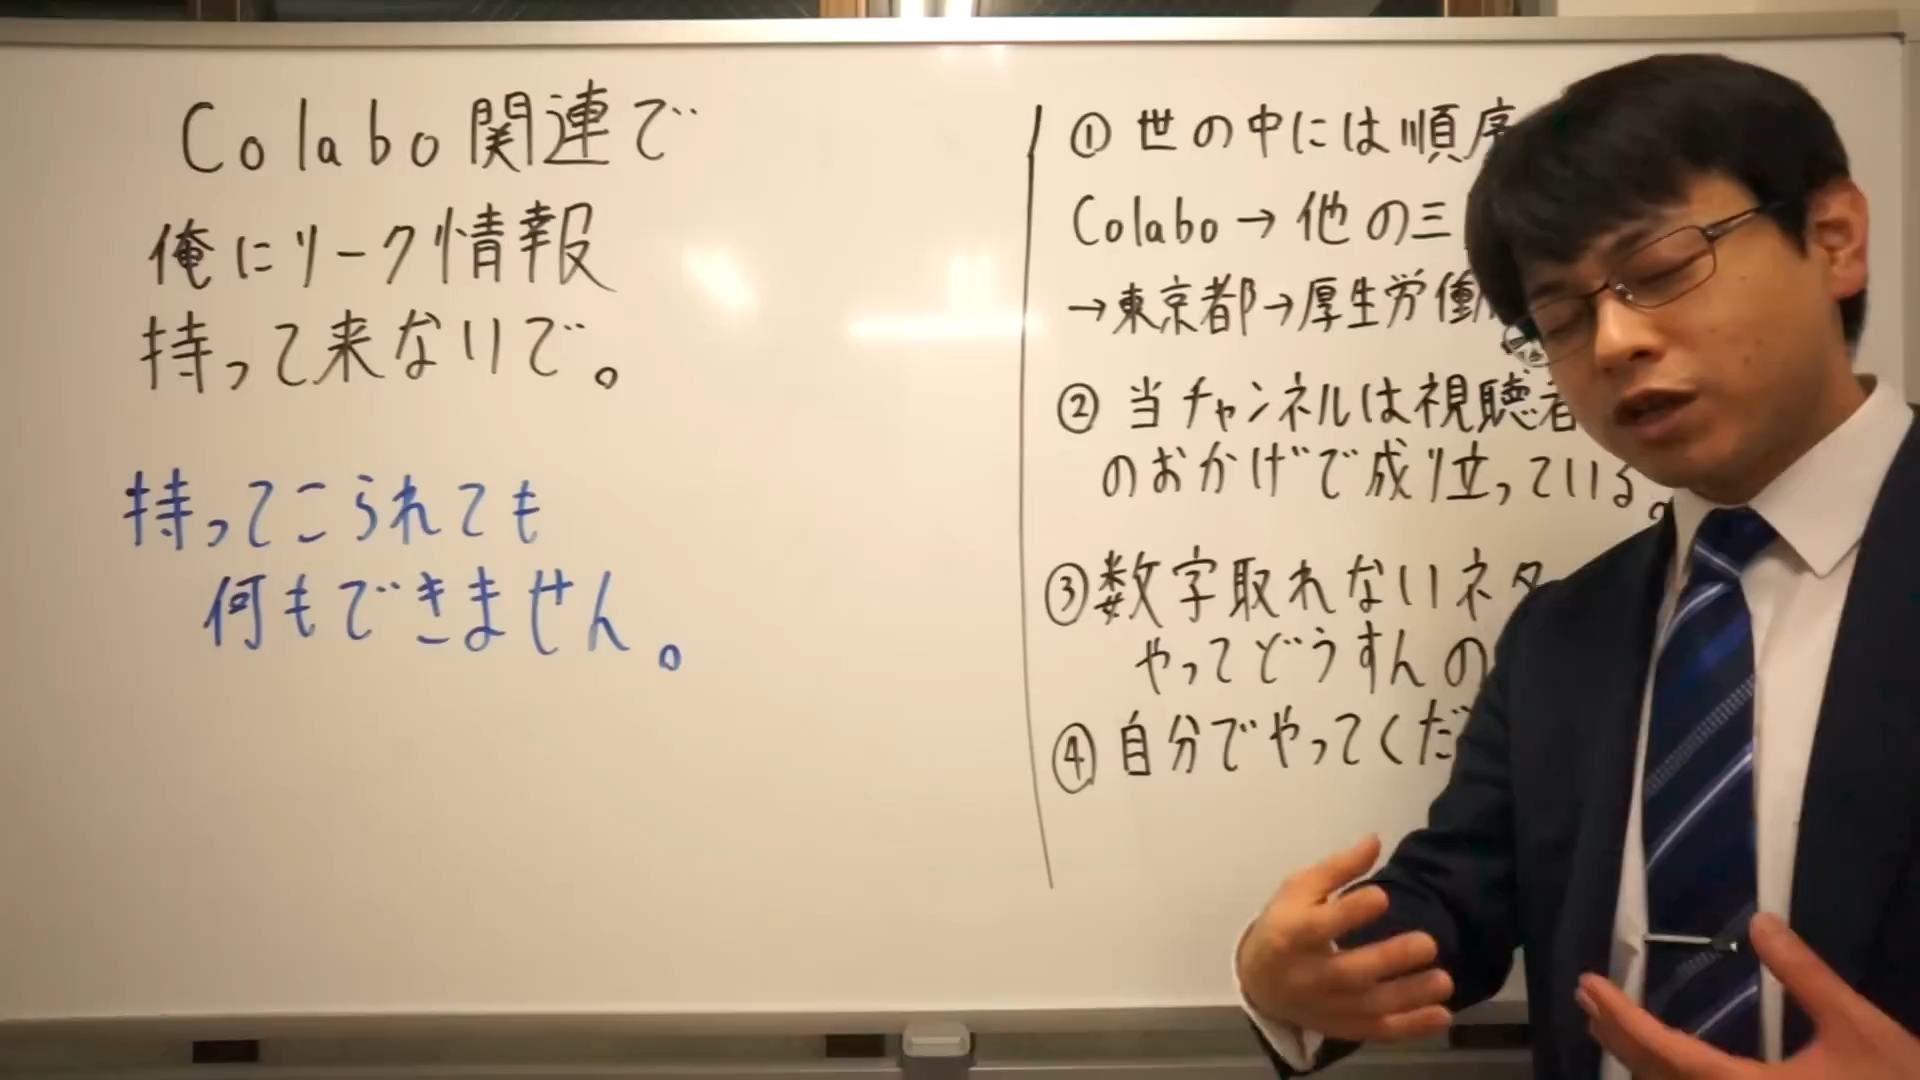 Colabo関連で
俺にリーク情報
持って来ないで。
持ってこられても
何もできません。
① 世の中には順序
Colabo→他の三
→東京都→厚生労働
② 当チャンネルは視聴者
のおかげで成り立っている。
③ 数字取れないネタ
やってどうすんの
④ 自分でやってくだ